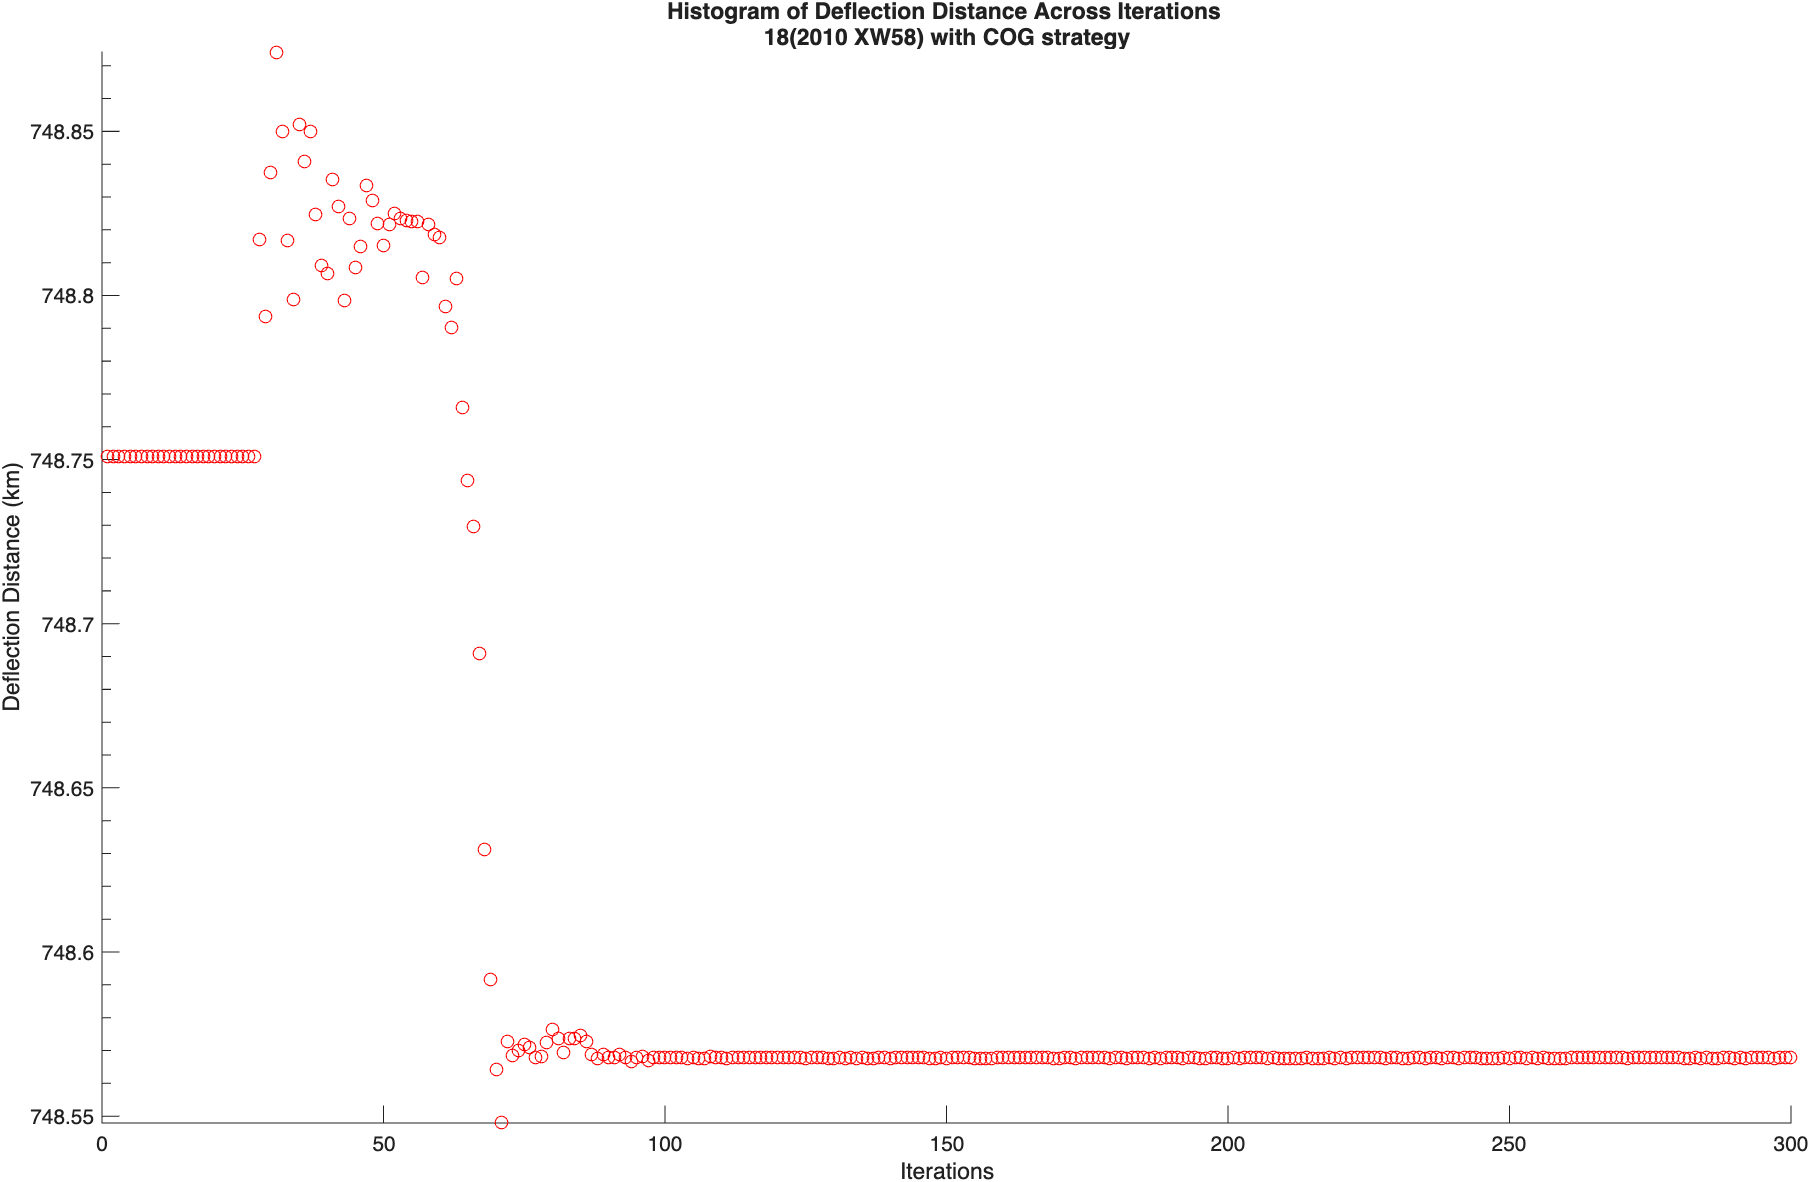 Histogram of Deflection Distance Across Iterations
18(2010 XW58) with COG strategy
748.85
748.8
748.75
748.7
748.65
748.6
748.55
Deflection Distance (km)
0 50 100 150 200 250 300
Iterations